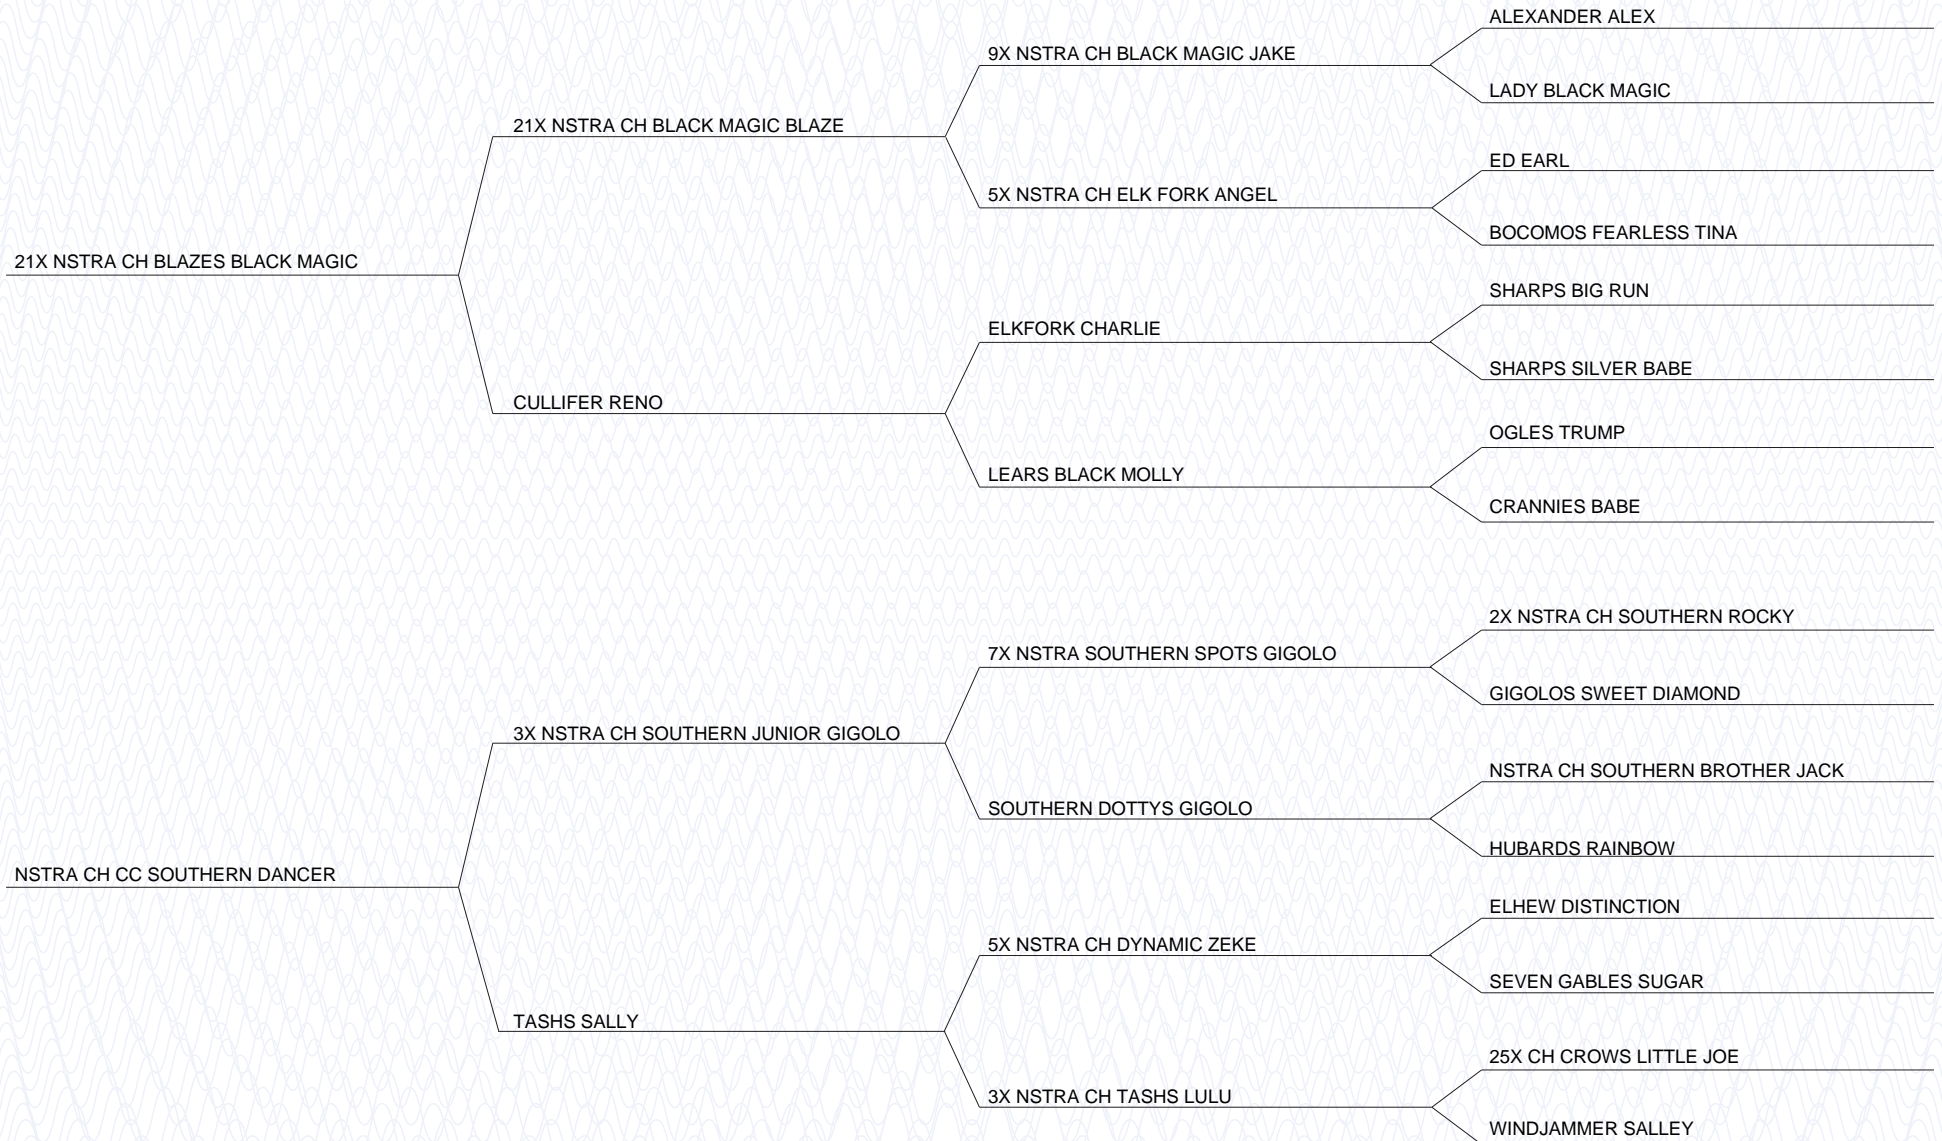 ALEXANDER ALEX
9X NSTRA CH BLACK MAGIC JAKE
LADY BLACK MAGIC
21X NSTRA CH BLACK MAGIC BLAZE
ED EARL
5X NSTRA CH ELK FORK ANGEL
BOCOMOS FEARLESS TINA
21X NSTRA CH BLAZES BLACK MAGIC
SHARPS BIG RUN
ELKFORK CHARLIE
SHARPS SILVER BABE
CULLIFER RENO
OGLES TRUMP
LEARS BLACK MOLLY
CRANNIES BABE
2X NSTRA CH SOUTHERN ROCKY
7X NSTRA SOUTHERN SPOTS GIGOLO
GIGOLOS SWEET DIAMOND
3X NSTRA CH SOUTHERN JUNIOR GIGOLO
NSTRA CH SOUTHERN BROTHER JACK
SOUTHERN DOTTYS GIGOLO
HUBARDS RAINBOW
NSTRA CH CC SOUTHERN DANCER
ELHEW DISTINCTION
5X NSTRA CH DYNAMIC ZEKE
SEVEN GABLES SUGAR
TASHS SALLY
25X CH CROWS LITTLE JOE
3X NSTRA CH TASHS LULU
WINDJAMMER SALLEY